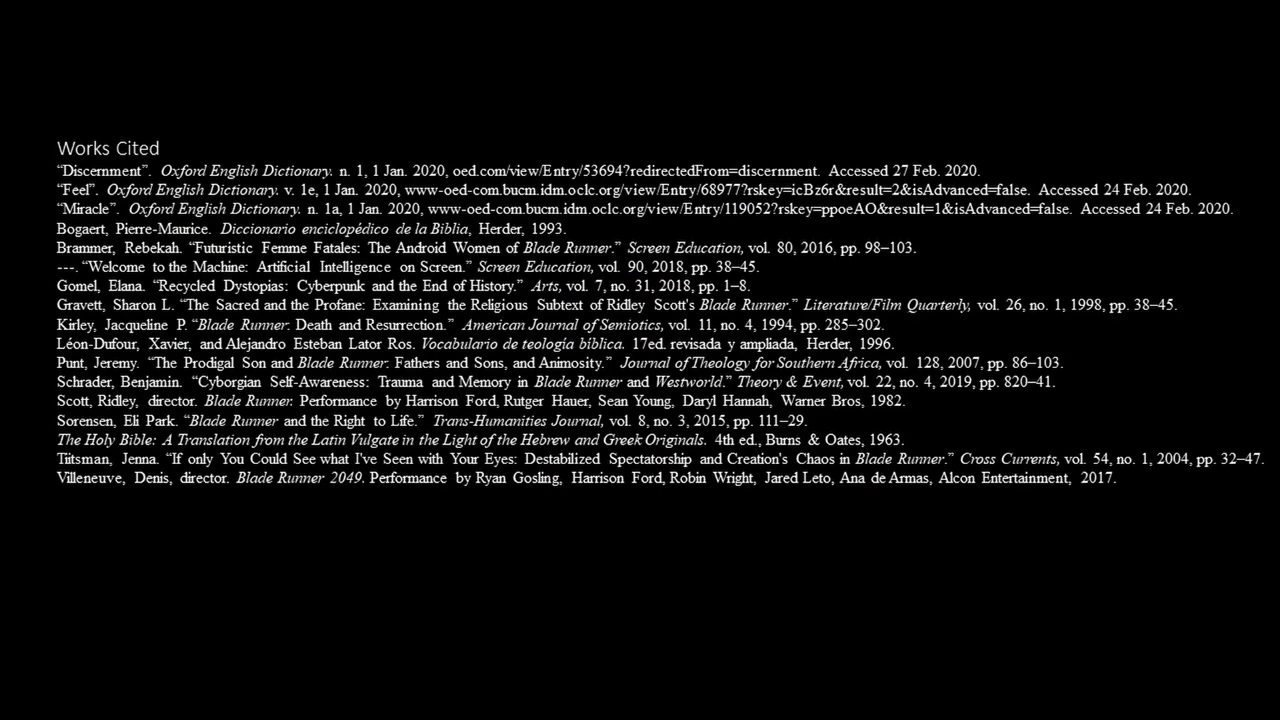 Works Cited
“Discernment”. Oxford English Dictionary. n. 1, 1 Jan. 2020, oed.com/view/Entry/53694?redirectedFrom=discernment. Accessed 27 Feb. 2020.
“Feel”. Oxford English Dictionary. v. 1e, 1 Jan. 2020, www-oed-com.bucm.idm.oclc.org/view/Entry/68977?rskey=icBz6r&result=2&isAdvanced=false. Accessed 24 Feb. 2020.
“Miracle”. Oxford English Dictionary. n. 1a, 1 Jan. 2020, www-oed-com.bucm.idm.oclc.org/view/Entry/119052?rskey=ppoeAO&result=1&isAdvanced=false. Accessed 24 Feb. 2020.
Bogaert, Pierre-Maurice. Diccionario enciclopédico de la Biblia, Herder, 1993.
Brammer, Rebekah. “Futuristic Femme Fatales: The Android Women of Blade Runner.” Screen Education, vol. 80, 2016, pp. 98–103.
---. “Welcome to the Machine: Artificial Intelligence on Screen.” Screen Education, vol. 90, 2018, pp. 38–45.
Gomel, Elana. “Recycled Dystopias: Cyberpunk and the End of History.” Arts, vol. 7, no. 31, 2018, pp. 1–8.
Gravett, Sharon L. “The Sacred and the Profane: Examining the Religious Subtext of Ridley Scott's Blade Runner.” Literature/Film Quarterly, vol. 26, no. 1, 1998, pp. 38–45.
Kirley, Jacqueline P. “Blade Runner: Death and Resurrection.” American Journal of Semiotics, vol. 11, no. 4, 1994, pp. 285–302.
Léon-Dufour, Xavier, and Alejandro Esteban Lator Ros. Vocabulario de teología bíblica. 17ed. revisada y ampliada, Herder, 1996.
Punt, Jeremy. “The Prodigal Son and Blade Runner: Fathers and Sons, and Animosity.” Journal of Theology for Southern Africa, vol. 128, 2007, pp. 86–103.
Schrader, Benjamin. “Cyborgian Self-Awareness: Trauma and Memory in Blade Runner and Westworld.” Theory & Event, vol. 22, no. 4, 2019, pp. 820–41.
Scott, Ridley, director. Blade Runner. Performance by Harrison Ford, Rutger Hauer, Sean Young, Daryl Hannah, Warner Bros, 1982.
Sorensen, Eli Park. “Blade Runner and the Right to Life.” Trans-Humanities Journal, vol. 8, no. 3, 2015, pp. 111–29.
The Holy Bible: A Translation from the Latin Vulgate in the Light of the Hebrew and Greek Originals. 4th ed., Burns & Oates, 1963.
Tiitsman, Jenna. “If only You Could See what I've Seen with Your Eyes: Destabilized Spectatorship and Creation's Chaos in Blade Runner.” Cross Currents, vol. 54, no. 1, 2004, pp. 32–47.
Villeneuve, Denis, director. Blade Runner 2049. Performance by Ryan Gosling, Harrison Ford, Robin Wright, Jared Leto, Ana de Armas, Alcon Entertainment, 2017.